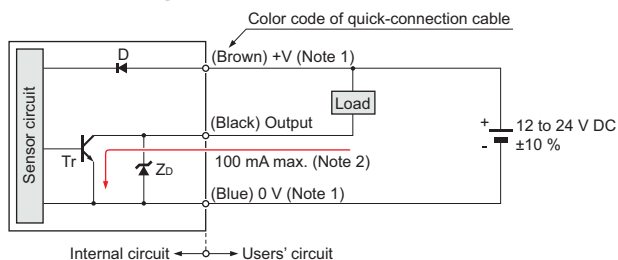 Color code of quick-connection cable
D
(Brown) +V (Note 1)
Sensor circuit
Load
(Black) Output
+
-
12 to 24 V DC
±10 %
Tr
ZD
100 mA max. (Note 2)
(Blue) 0 V (Note 1)
Internal circuit
Users' circuit